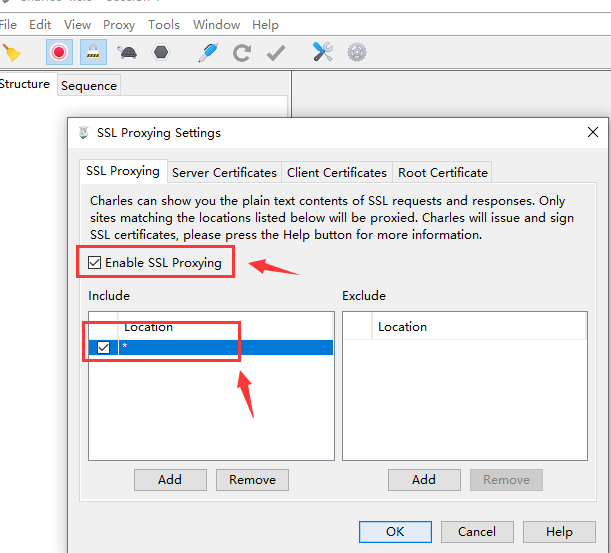 File Edit View Proxy Tools Window Help
Structure Sequence
SSL Proxying Settings
SSL Proxying Server Certificates Client Certificates Root Certificate
Charles can show you the plain text contents of SSL requests and responses. Only
sites matching the locations listed below will be proxied. Charles will issue and sign
SSL certificates, please press the Help button for more information.
Enable SSL Proxying
Include Exclude
Location Location
*
Add Remove Add Remove
OK Cancel Help